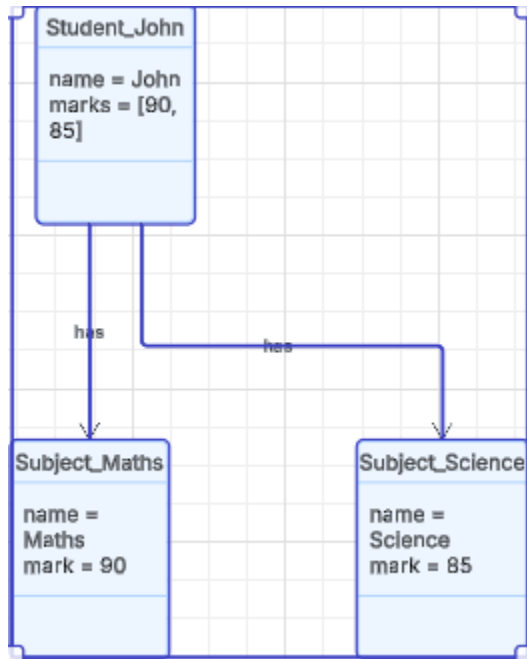 Student_John
name = John
marks = [90,
85]
has
has
Subject_Maths
name =
Maths
mark = 90
Subject_Science
name =
Science
mark = 85